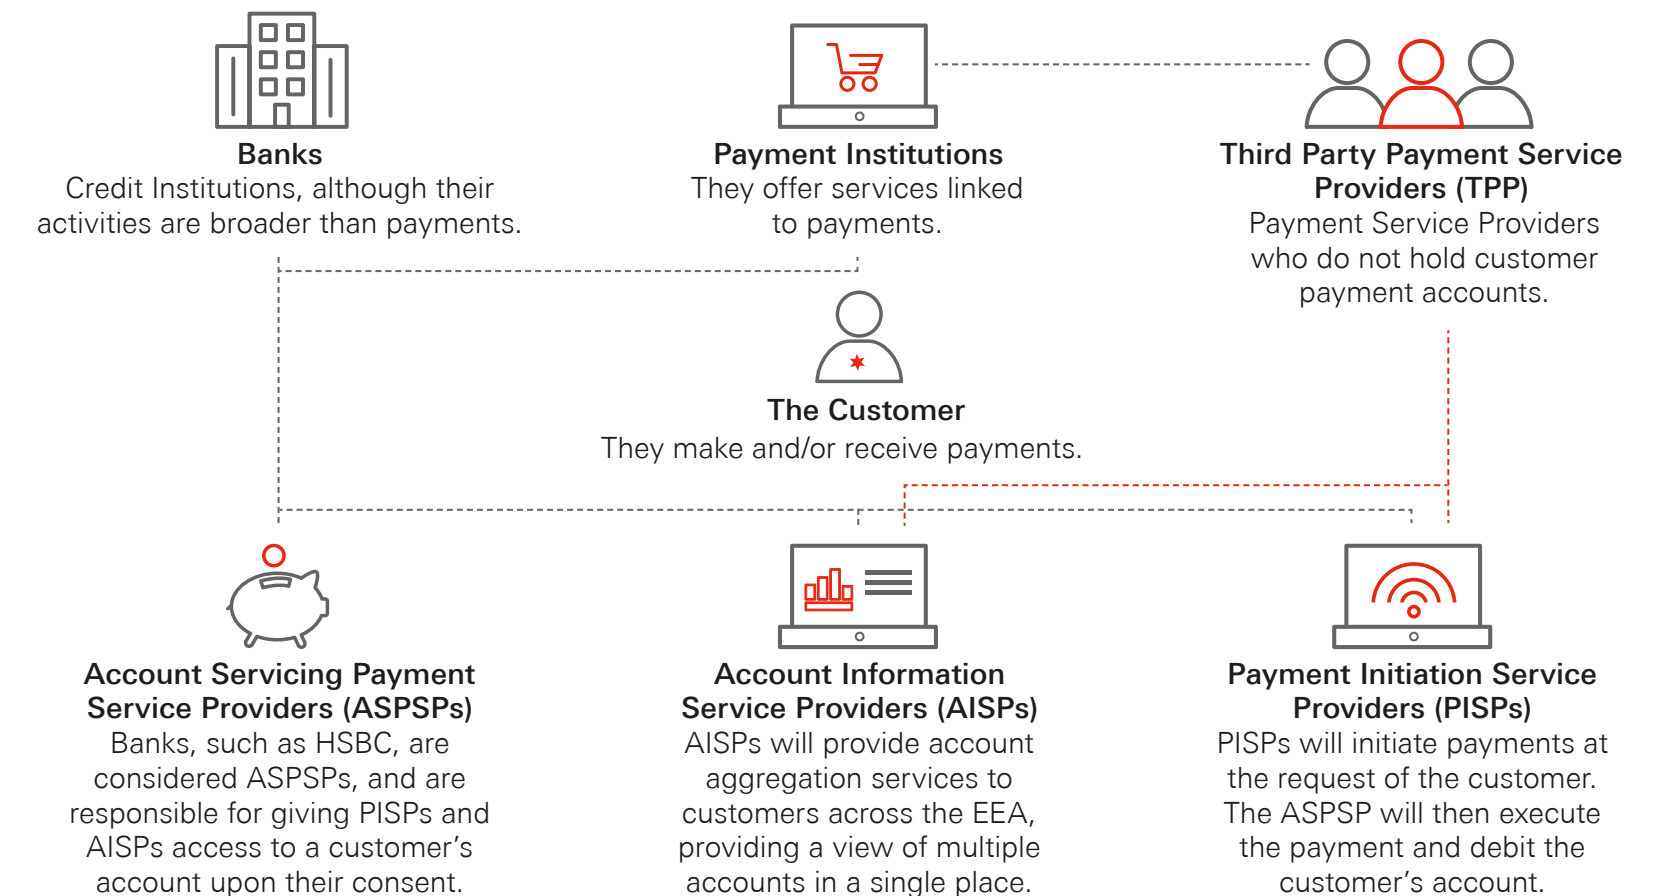 Banks
Credit Institutions, although their
activities are broader than payments.
Payment Institutions
They offer services linked
to payments.
Third Party Payment Service
Providers (TPP)
Payment Service Providers
who do not hold customer
payment accounts.
The Customer
They make and/or receive payments.
Account Servicing Payment
Service Providers (ASPSPs)
Banks, such as HSBC, are
considered ASPSPs, and are
responsible for giving PISPs and
AISPs access to a customer’s
account upon their consent.
Account Information
Service Providers (AISPs)
AISPs will provide account
aggregation services to
customers across the EEA,
providing a view of multiple
accounts in a single place.
Payment Initiation Service
Providers (PISPs)
PISPs will initiate payments at
the request of the customer.
The ASPSP will then execute
the payment and debit the
customer’s account.